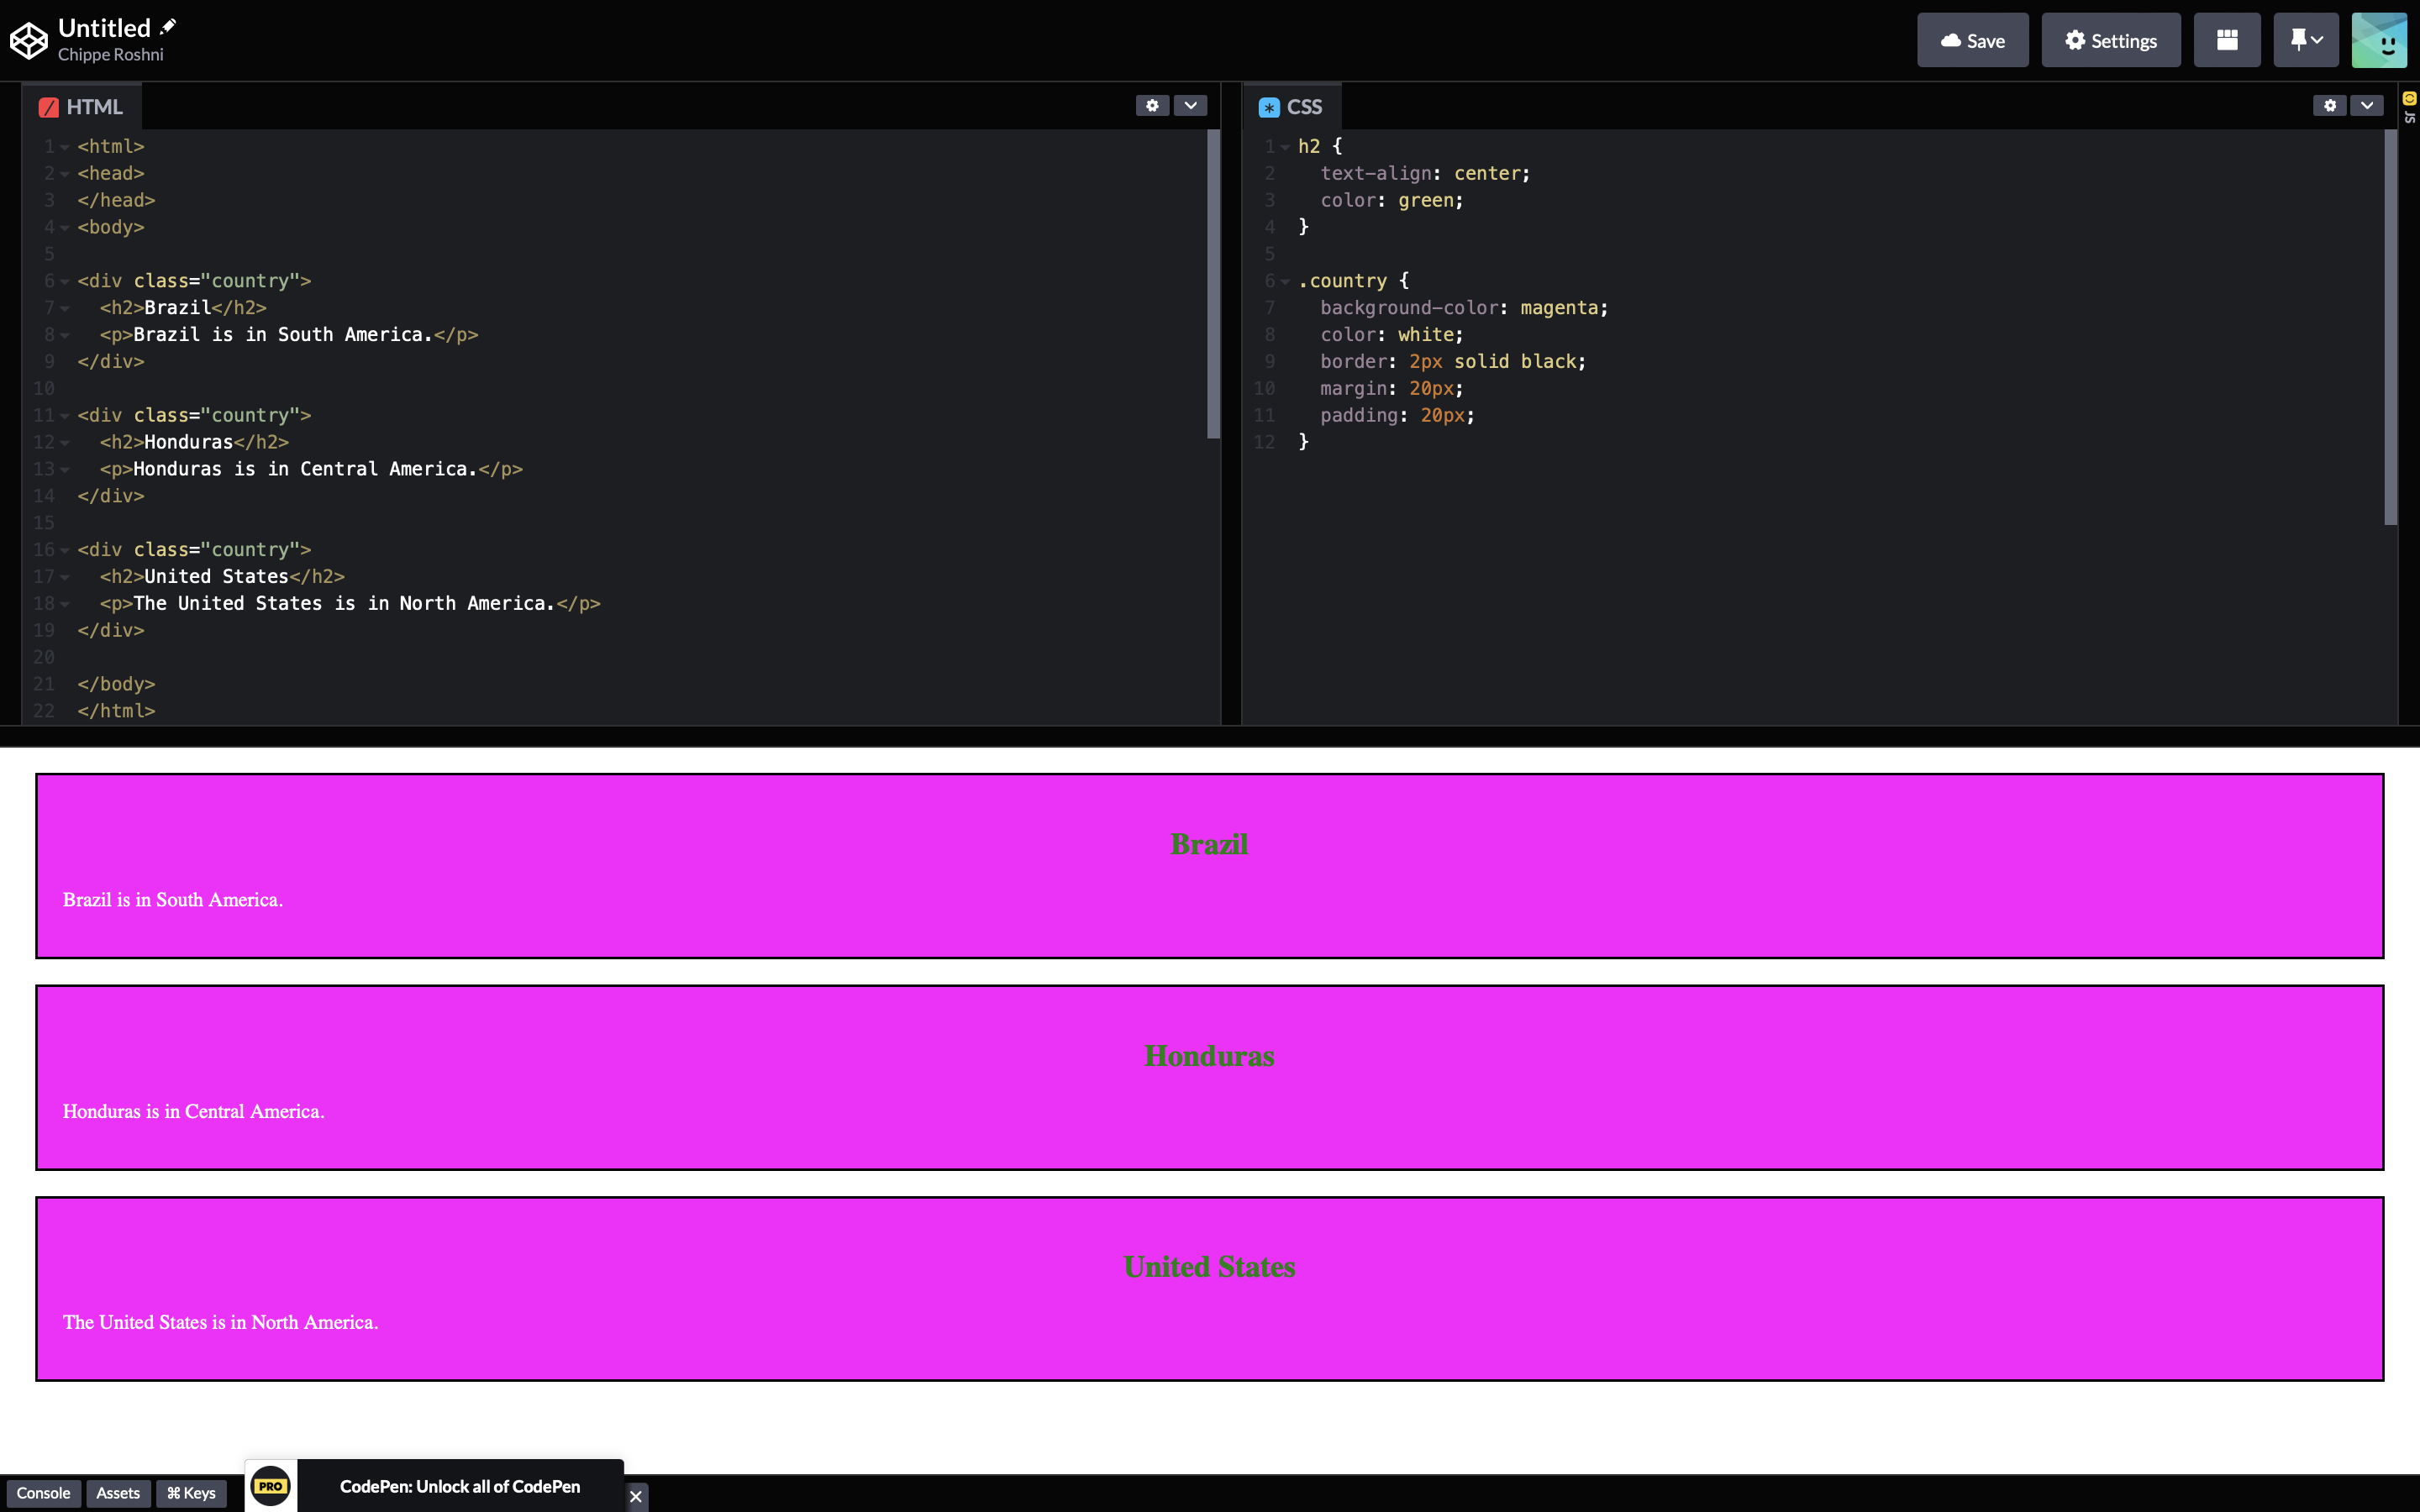 Untitled
Chippe Roshni
Save
Settings
HTML
1 <html>
2 <head>
3 </head>
4 <body>
5
6 <div class="country">
7 <h2>Brazil</h2>
8 <p>Brazil is in South America.</p>
9 </div>
10
11 <div class="country">
12 <h2>Honduras</h2>
13 <p>Honduras is in Central America.</p>
14 </div>
15
16 <div class="country">
17 <h2>United States</h2>
18 <p>The United States is in North America.</p>
19 </div>
20
21 </body>
22 </html>
CSS
1 h2 {
2 text-align: center;
3 color: green;
4 }
5
6 .country {
7 background-color: magenta;
8 color: white;
9 border: 2px solid black;
10 margin: 20px;
11 padding: 20px;
12 }
JS
Brazil
Brazil is in South America.
Honduras
Honduras is in Central America.
United States
The United States is in North America.
Console
Assets
⌘ Keys
PRO
CodePen: Unlock all of CodePen